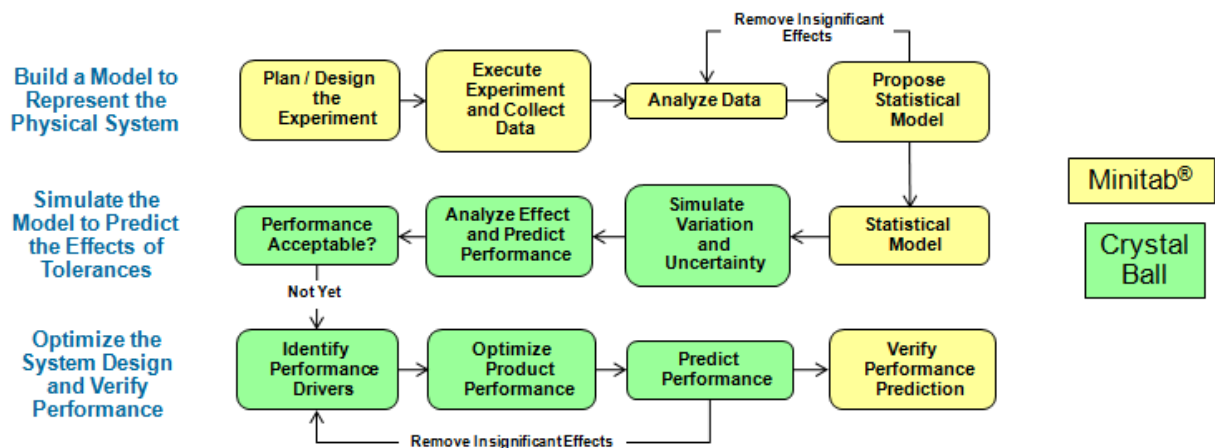 Remove Insignificant
Effects
Build a Model to
Represent the
Physical System
Plan / Design
the
Experiment
Execute
Experiment
and Collect
Data
Analyze Data
Propose
Statistical
Model
Minitab®
Crystal
Ball
Simulate the
Model to Predict
the Effects of
Tolerances
Performance
Acceptable?
Analyze Effect
and Predict
Performance
Simulate
Variation
and
Uncertainty
Statistical
Model
Not Yet
Optimize the
System Design
and Verify
Performance
Identify
Performance
Drivers
Optimize
Product
Performance
Predict
Performance
Verify
Performance
Prediction
Remove Insignificant Effects